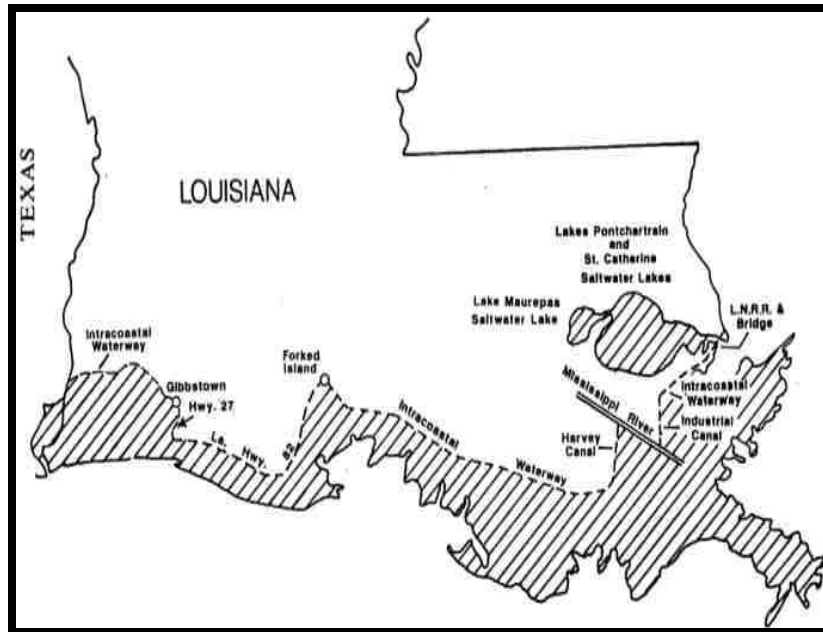 TEXAS
LOUISIANA
Lakes Pontchartrain
and
St. Catherine
Saltwater Lakes
Lake Maurepas
Saltwater Lake
L.N.R.R. &
Bridge
Intracoastal
Waterway
Gibbstown
Hwy. 27
Forked
Island
La. Hwy. 82
Intracoastal Waterway
Mississippi River
Intracoastal
Waterway
Industrial
Canal
Harvey
Canal